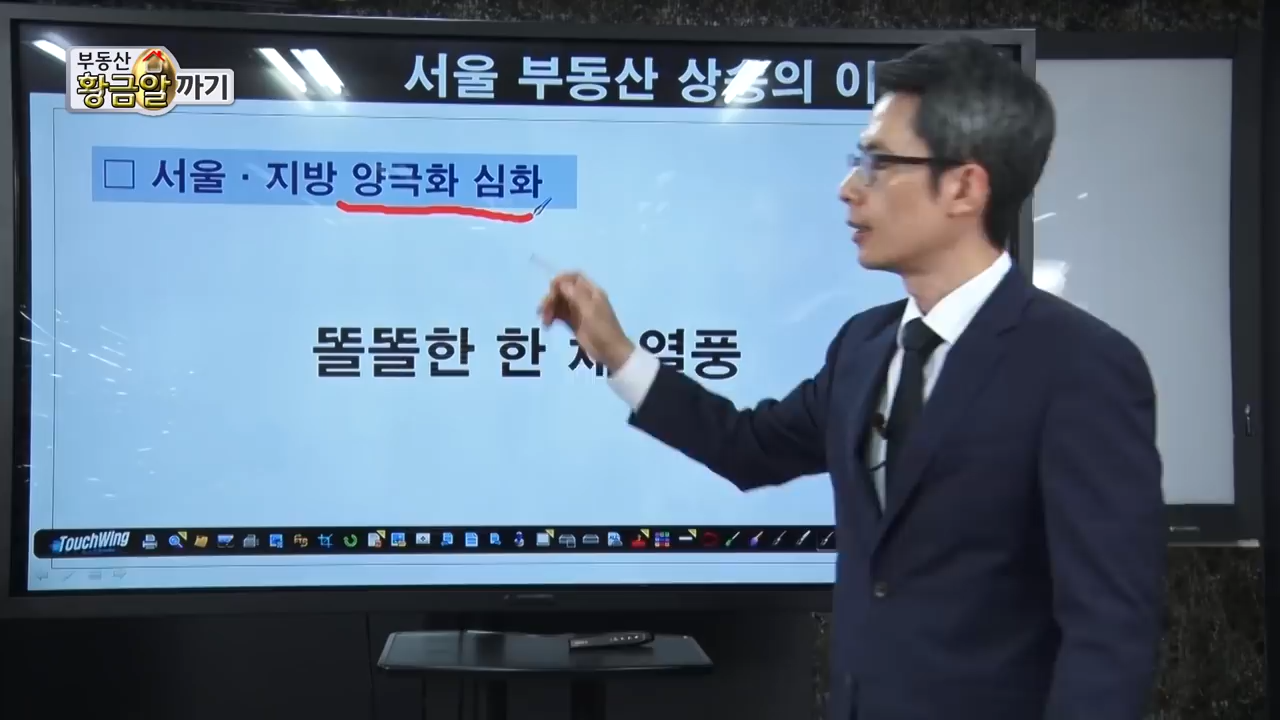 부동산
황금알까기
서울 부동산 상승의 이
□ 서울 · 지방 양극화 심화
똘똘한 한 채 열풍
TouchWing